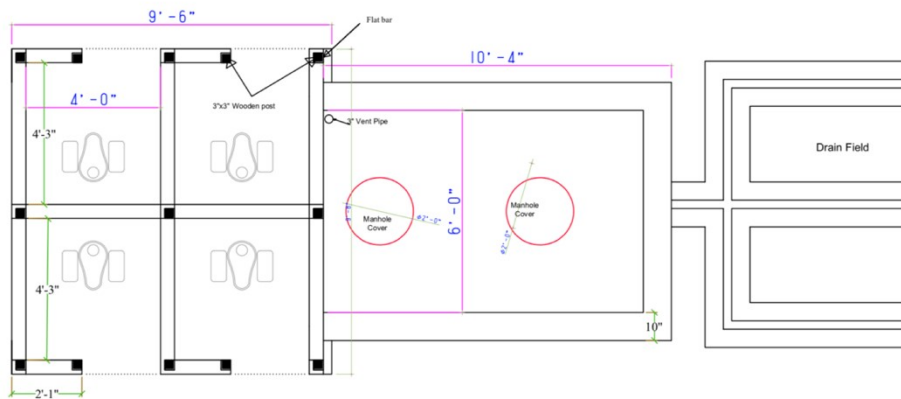 9'-6"
Flat bar
10'-4"
4'-0"
3"x3" Wooden post
3" Vent Pipe
4'-3"
Drain Field
Manhole
Cover
ø2'-0"
6'-0"
Manhole
Cover
ø2'-0"
4'-3"
10"
2'-1"